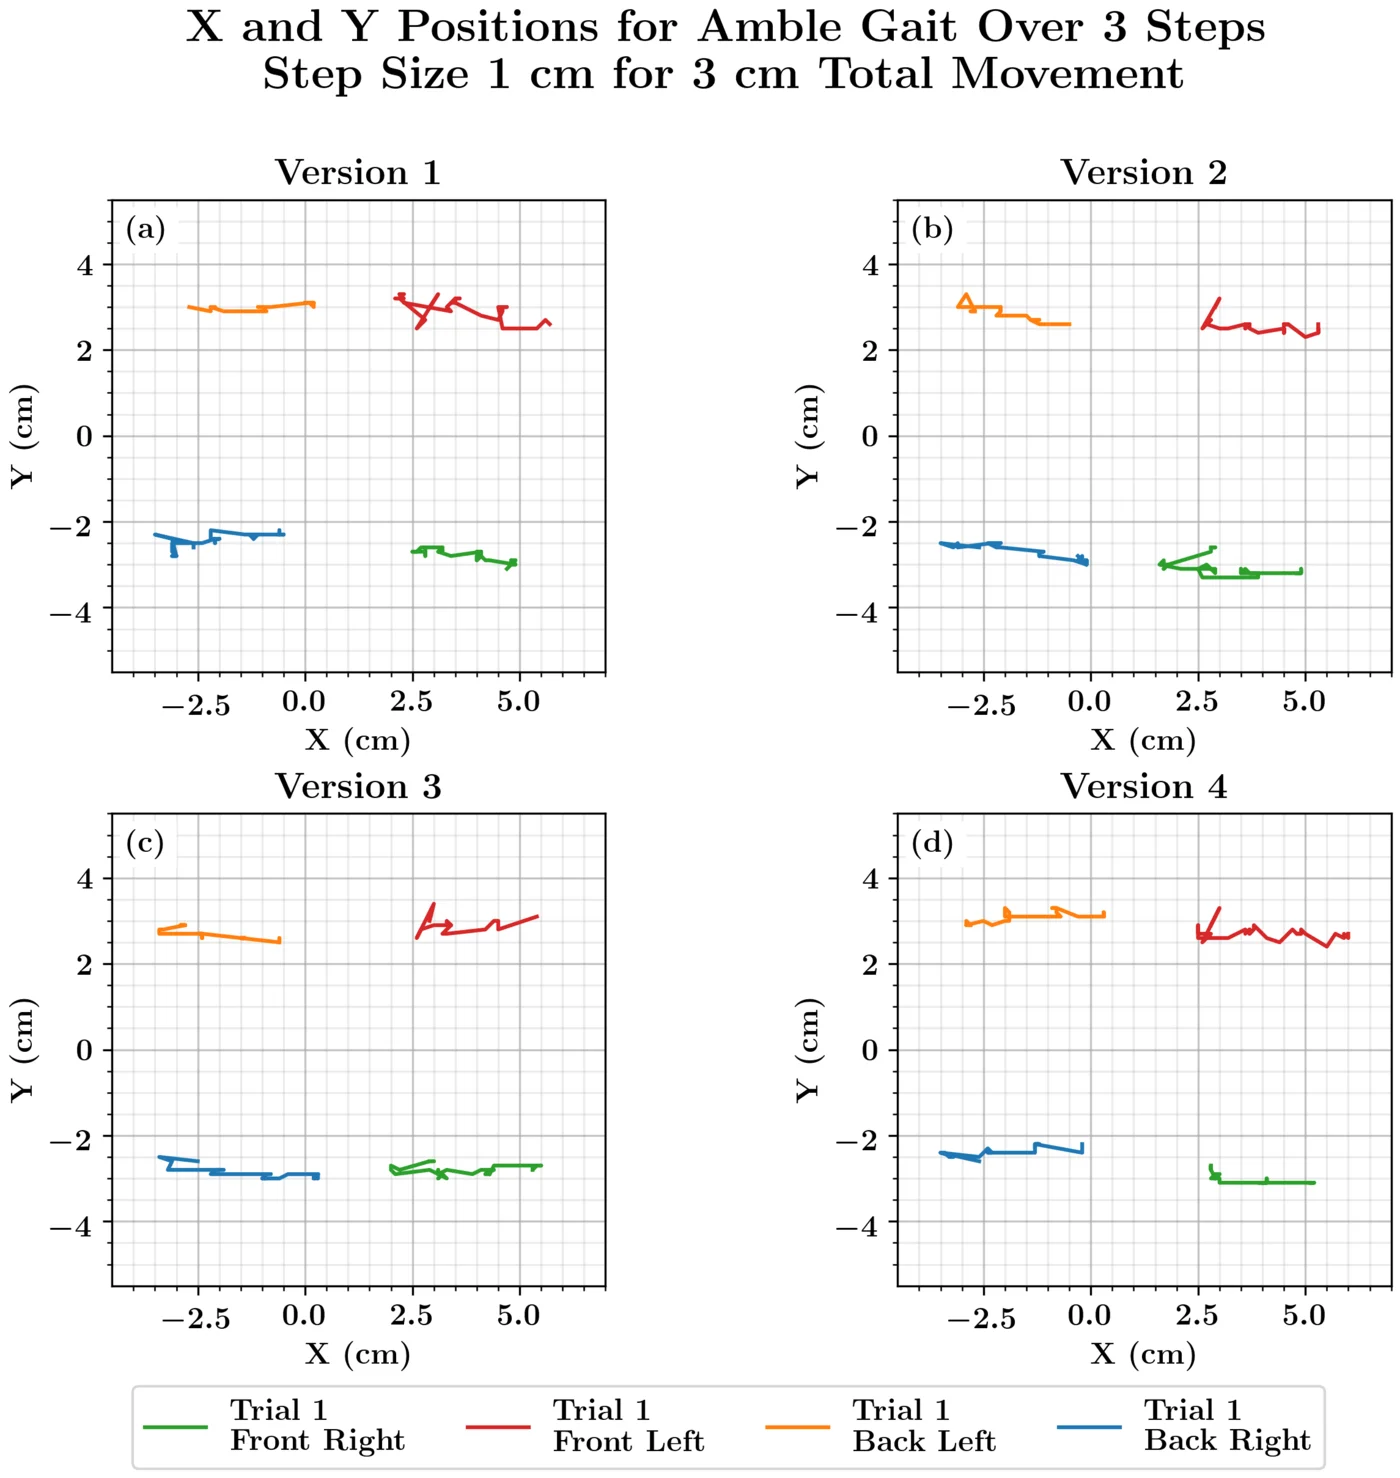 X and Y Positions for Amble Gait Over 3 Steps
Step Size 1 cm for 3 cm Total Movement
Version 1
(a)
4
2
0
−2
−4
Y (cm)
−2.5 0.0 2.5 5.0
X (cm)
Version 2
(b)
4
2
0
−2
−4
Y (cm)
−2.5 0.0 2.5 5.0
X (cm)
Version 3
(c)
4
2
0
−2
−4
Y (cm)
−2.5 0.0 2.5 5.0
X (cm)
Version 4
(d)
4
2
0
−2
−4
Y (cm)
−2.5 0.0 2.5 5.0
X (cm)
Trial 1
Front Right
Trial 1
Front Left
Trial 1
Back Left
Trial 1
Back Right